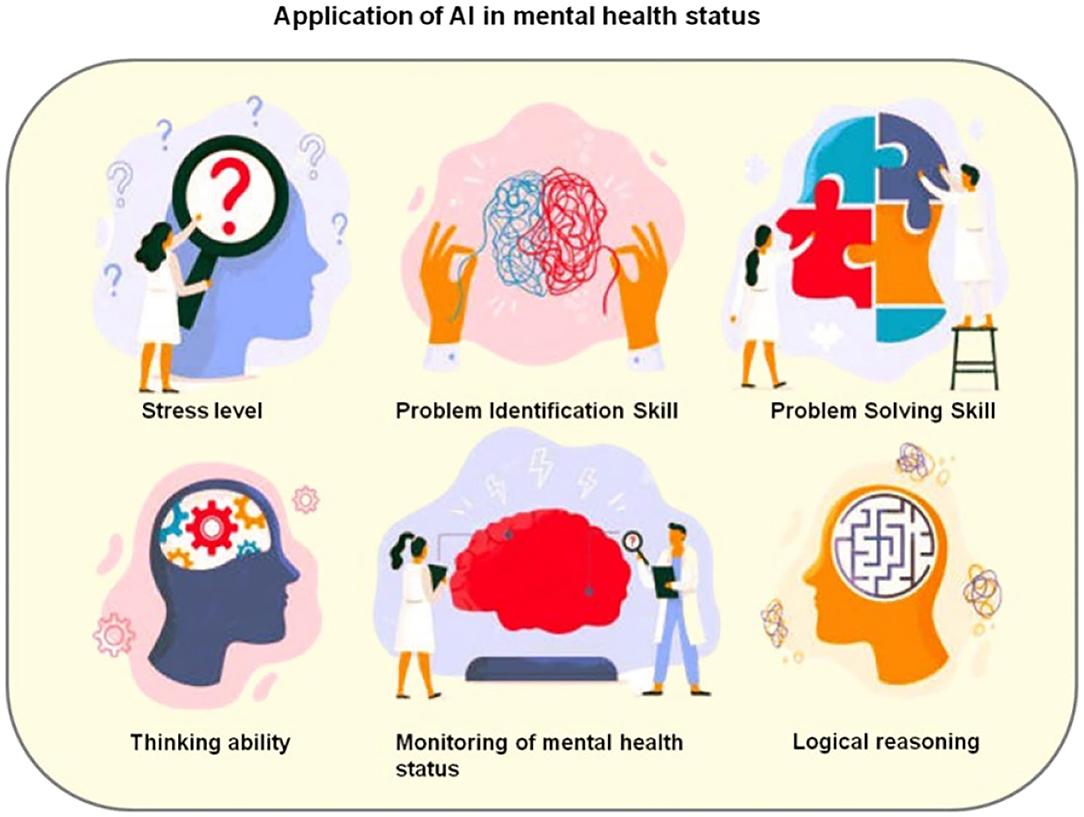 Application of AI in mental health status
?
?
?
?
?
?
?
Stress level
Problem Identification Skill
Problem Solving Skill
?
Thinking ability
Monitoring of mental health
status
Logical reasoning